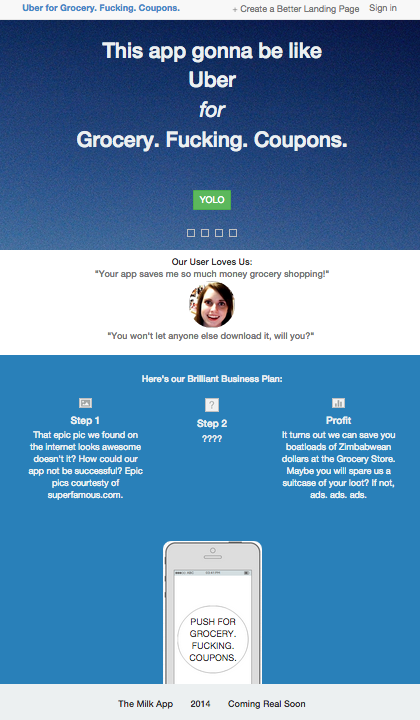 Uber for Grocery. Fucking. Coupons.
+ Create a Better Landing Page
Sign in
This app gonna be like
Uber
for
Grocery. Fucking. Coupons.
YOLO
Our User Loves Us:
"Your app saves me so much money grocery shopping!"
"You won't let anyone else download it, will you?"
Here's our Brilliant Business Plan:
Step 1
That epic pic we found on
the internet looks awesome
doesn't it? How could our
app not be successful? Epic
pics courtesty of
superfamous.com.
?
Step 2
????
Profit
It turns out we can save you
boatloads of Zimbabwean
dollars at the Grocery Store.
Maybe you will spare us a
suitcase of your loot? If not,
ads. ads. ads.
PUSH FOR
GROCERY.
FUCKING.
COUPONS.
The Milk App
2014
Coming Real Soon